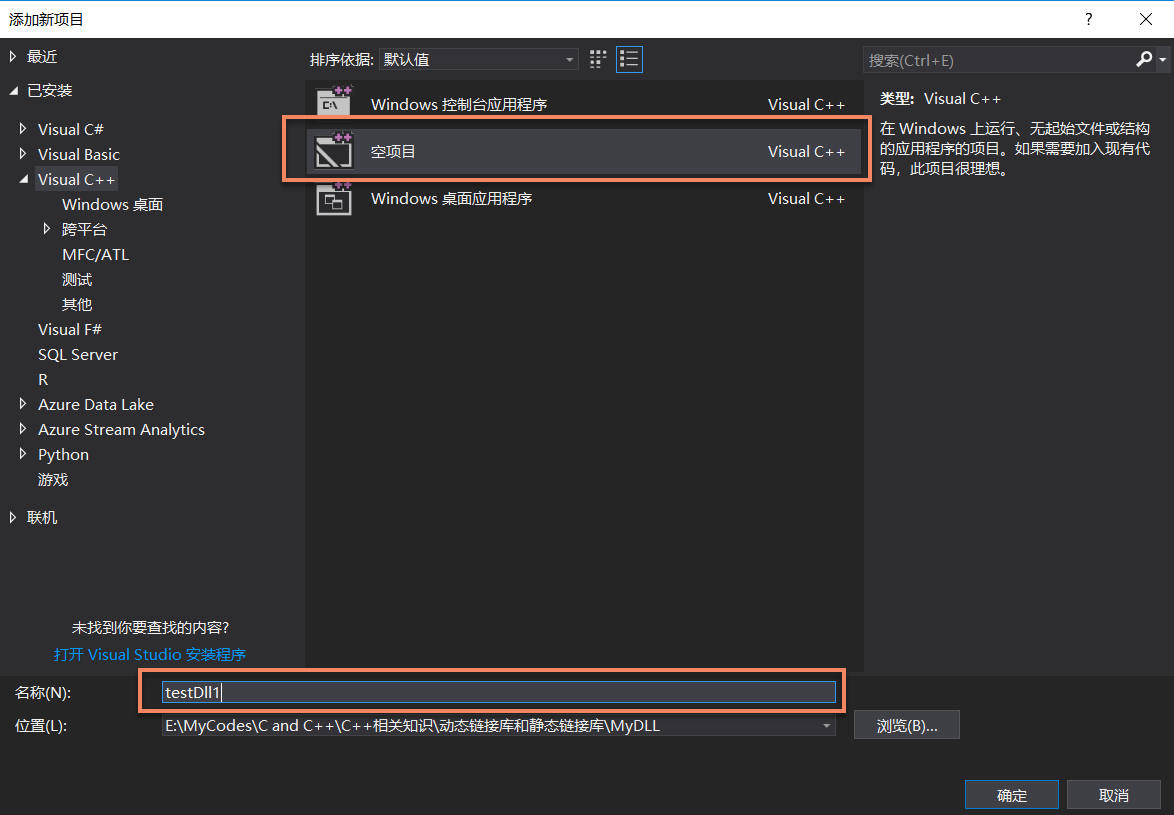 添加新项目
?
最近
已安装
Visual C#
Visual Basic
Visual C++
Windows 桌面
跨平台
MFC/ATL
测试
其他
Visual F#
SQL Server
R
Azure Data Lake
Azure Stream Analytics
Python
游戏
联机
未找到你要查找的内容?
打开 Visual Studio 安装程序
排序依据: 默认值
Windows 控制台应用程序 Visual C++
空项目 Visual C++
Windows 桌面应用程序 Visual C++
搜索(Ctrl+E)
类型: Visual C++
在 Windows 上运行、无起始文件或结构
的应用程序的项目。如果需要加入现有代
码，此项目很理想。
名称(N): testDll1
位置(L): E:\MyCodes\C and C++\C++相关知识\动态链接库和静态链接库\MyDLL
浏览(B)...
确定 取消